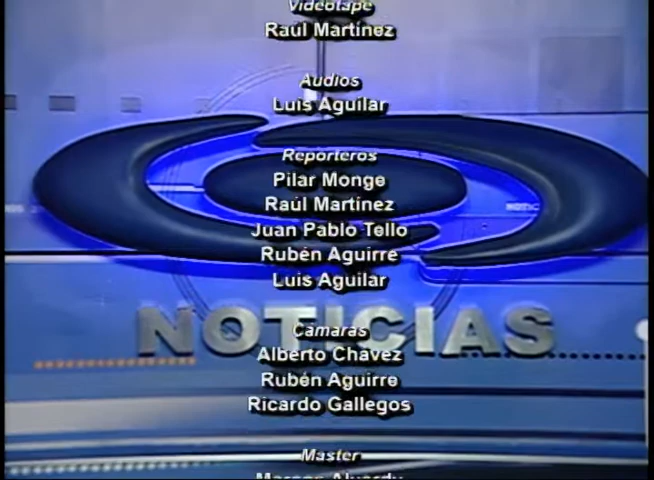 Videotape
Raúl Martínez
Audios
Luis Aguilar
Reporteros
Pilar Monge
Raúl Martínez
Juan Pablo Tello
Rubén Aguirre
Luis Aguilar
NOTICIAS
Cámaras
Alberto Chavez
Rubén Aguirre
Ricardo Gallegos
Master